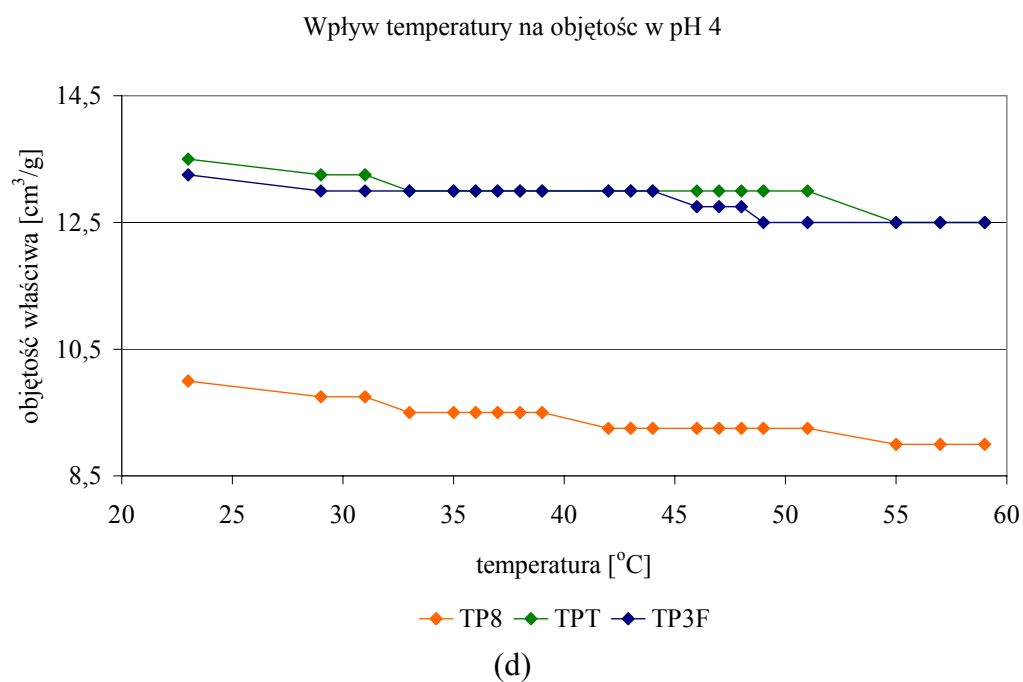 Wpływ temperatury na objętośc w pH 4
objętość właściwa [cm³/g]
14,5
12,5
10,5
8,5
20 25 30 35 40 45 50 55 60
temperatura [°C]
TP8 TPT TP3F
(d)